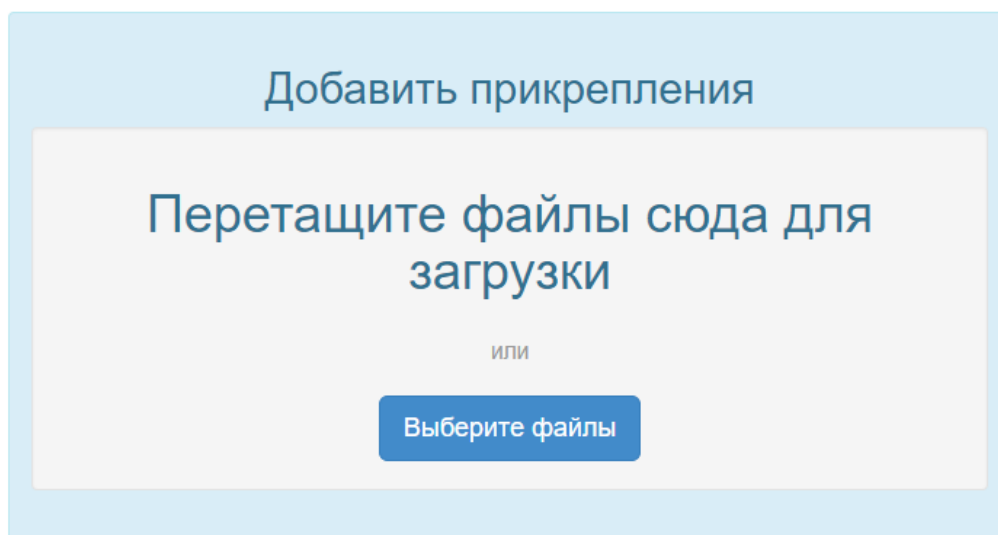 Добавить прикрепления
Перетащите файлы сюда для
загрузки
или
Выберите файлы